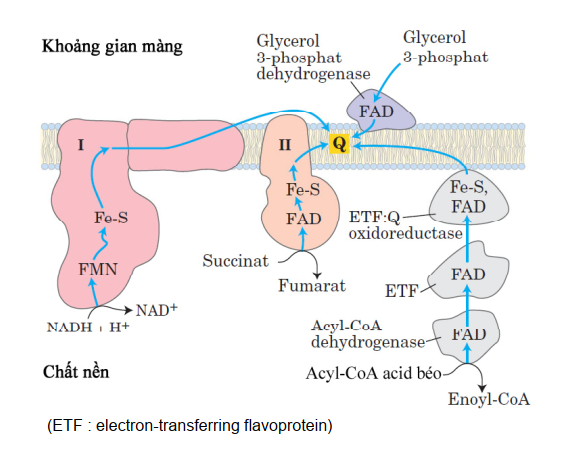 Khoảng gian màng
Glycerol
3-phosphat
dehydrogenase
Glycerol
3-phosphat
FAD
I
II
Q
Fe-S
FMN
NADH + H+
NAD+
Fe-S
FAD
Succinat
Fumarat
Fe-S,
FAD
ETF:Q
oxidoreductase
FAD
ETF
Acyl-CoA
dehydrogenase
FAD
Chất nền
Acyl-CoA acid béo
Enoyl-CoA
(ETF : electron-transferring flavoprotein)